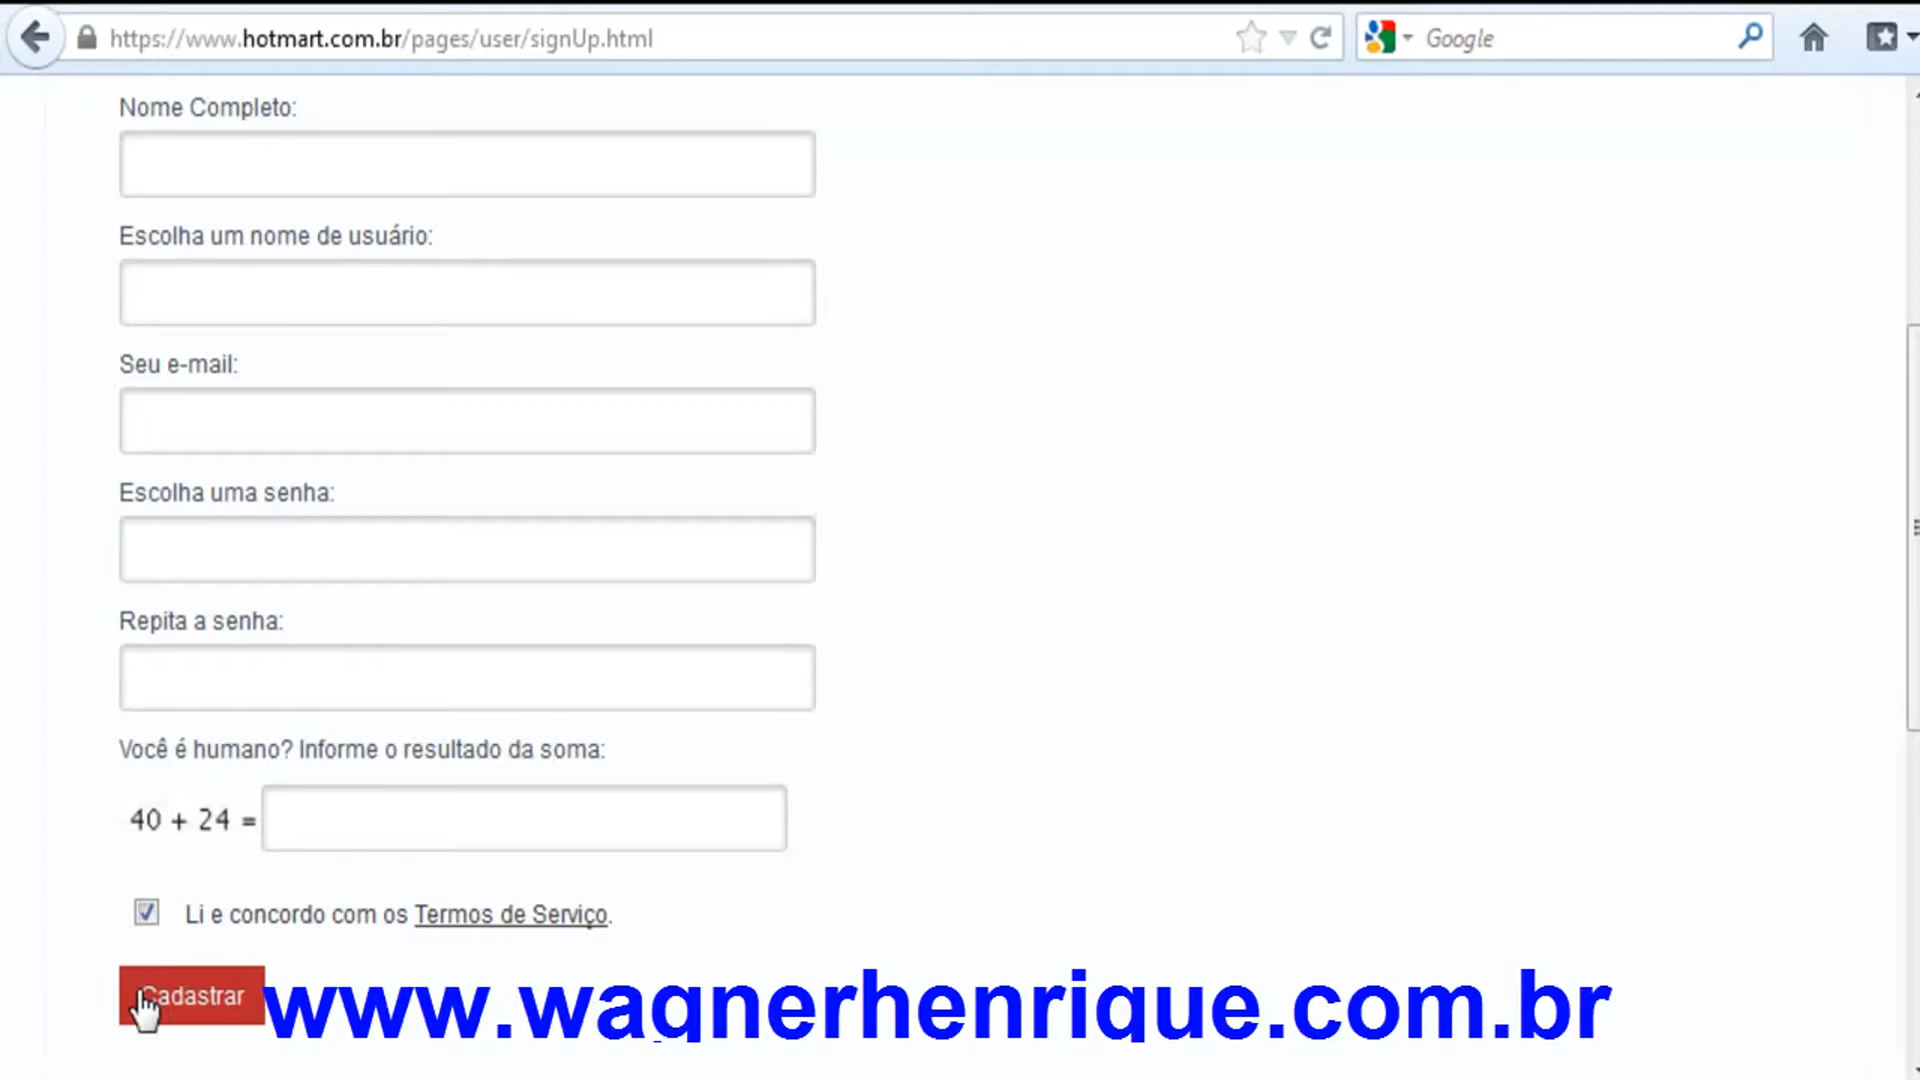 https://www.hotmart.com.br/pages/user/signUp.html
Google
Nome Completo:
Escolha um nome de usuário:
Seu e-mail:
Escolha uma senha:
Repita a senha:
Você é humano? Informe o resultado da soma:
40 + 24 =
Li e concordo com os Termos de Serviço.
Cadastrar
www.wagnerhenrique.com.br